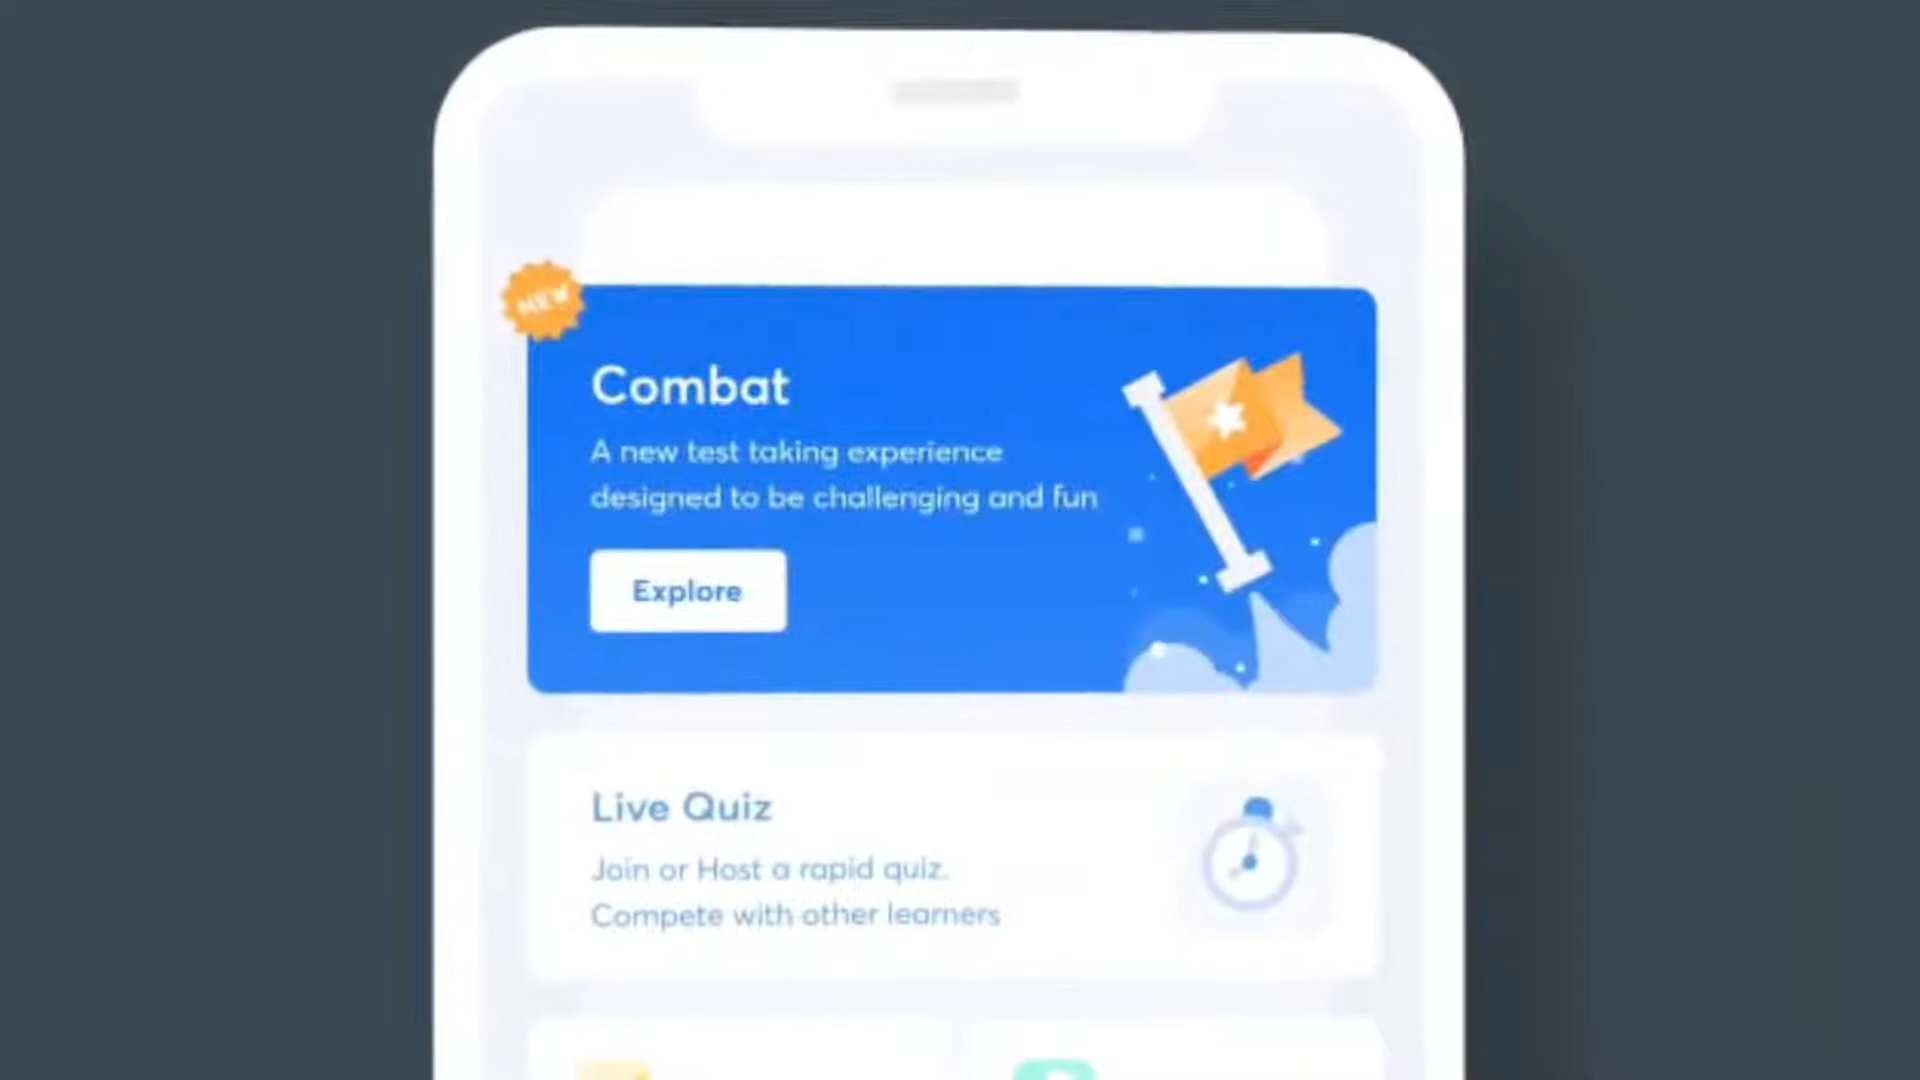 NEW
Combat
A new test taking experience
designed to be challenging and fun
Explore
Live Quiz
Join or Host a rapid quiz.
Compete with other learners